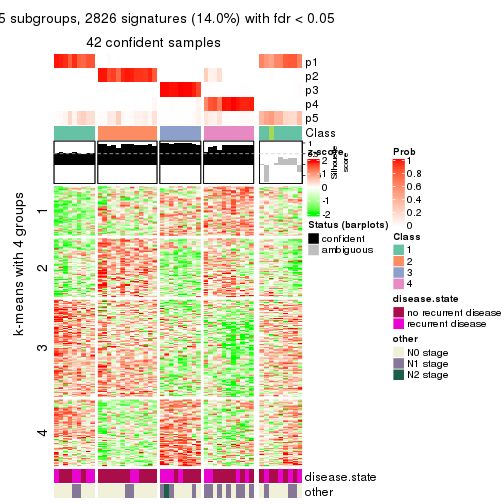 5 subgroups, 2826 signatures (14.0%) with fdr < 0.05
42 confident samples
p1
p2
p3
p4
p5
Class
1
Silhouette
score
z-score
2
1
0
-1
-2
Status (barplots)
confident
ambiguous
Prob
1
0.8
0.6
0.4
0.2
0
Class
1
2
3
4
disease.state
no recurrent disease
recurrent disease
other
N0 stage
N1 stage
N2 stage
k-means with 4 groups
1
2
3
4
disease.state
other